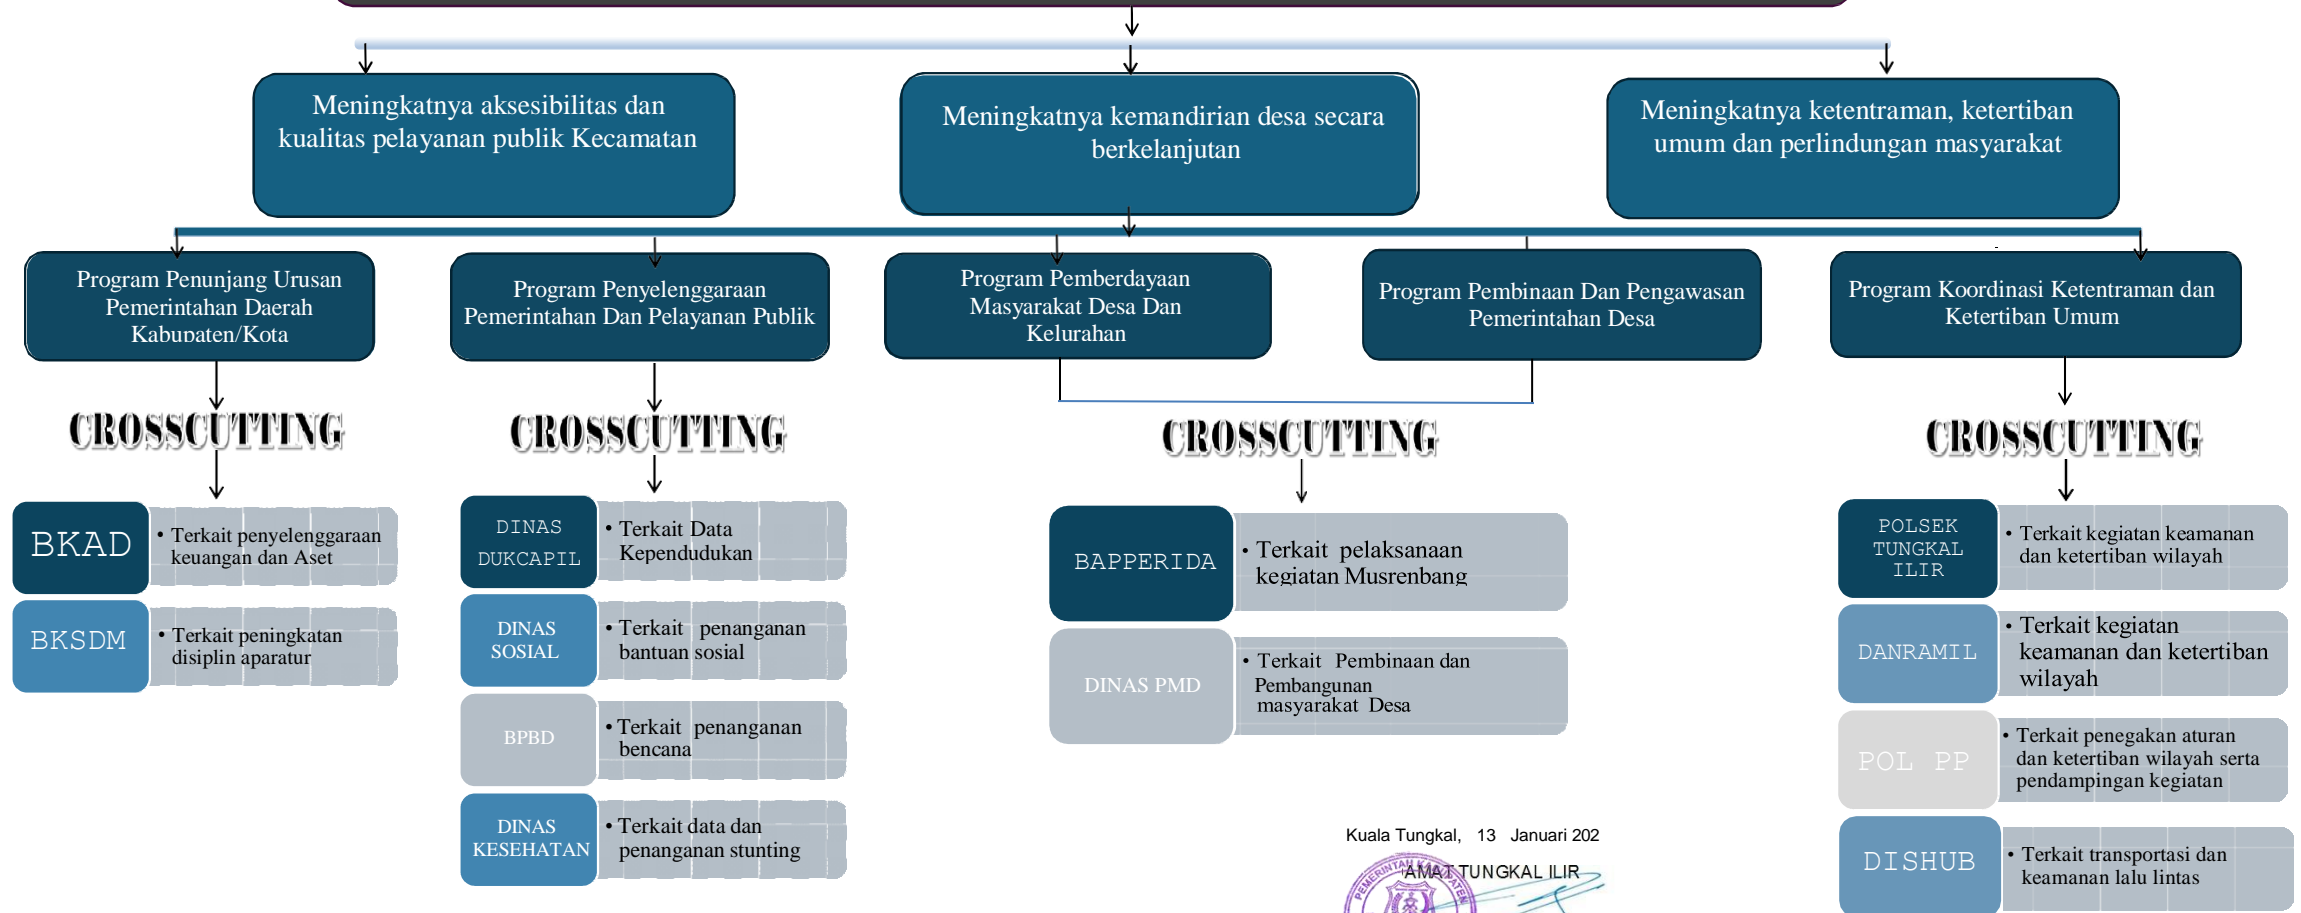 Meningkatnya aksesibilitas dan
kualitas pelayanan publik Kecamatan
Meningkatnya kemandirian desa secara
berkelanjutan
Meningkatnya ketentraman, ketertiban
umum dan perlindungan masyarakat
Program Penunjang Urusan
Pemerintahan Daerah
Kabupaten/Kota
Program Penyelenggaraan
Pemerintahan Dan Pelayanan Publik
Program Pemberdayaan
Masyarakat Desa Dan
Kelurahan
Program Pembinaan Dan Pengawasan
Pemerintahan Desa
Program Koordinasi Ketentraman dan
Ketertiban Umum
CROSSCUTTING
CROSSCUTTING
CROSSCUTTING
CROSSCUTTING
BKAD
• Terkait penyelenggaraan
keuangan dan Aset
BKSDM
• Terkait peningkatan
disiplin aparatur
DINAS
DUKCAPIL
• Terkait Data
Kependudukan
DINAS
SOSIAL
• Terkait penanganan
bantuan sosial
BPBD
• Terkait penanganan
bencana
DINAS
KESEHATAN
• Terkait data dan
penanganan stunting
BAPPERIDA
• Terkait pelaksanaan
kegiatan Musrenbang
DINAS PMD
• Terkait Pembinaan dan
Pembangunan
masyarakat Desa
POLSEK
TUNGKAL
ILIR
• Terkait kegiatan keamanan
dan ketertiban wilayah
DANRAMIL
• Terkait kegiatan
keamanan dan ketertiban
wilayah
POL PP
• Terkait penegakan aturan
dan ketertiban wilayah serta
pendampingan kegiatan
DISHUB
• Terkait transportasi dan
keamanan lalu lintas
Kuala Tungkal, 13 Januari 202
AMAT TUNGKAL ILIR
PEMERINTAH KABUPATEN